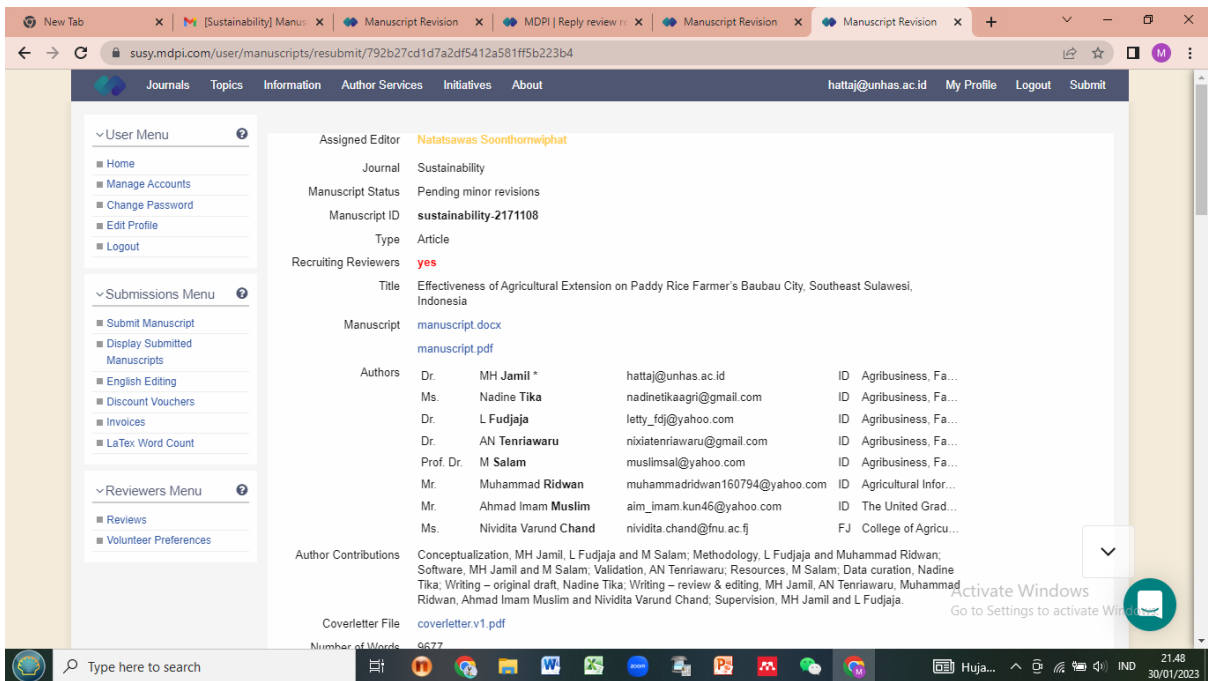 New Tab
[Sustainability] Manus
Manuscript Revision
MDPI | Reply review re
Manuscript Revision
Manuscript Revision
susy.mdpi.com/user/manuscripts/resubmit/792b27cd1d7a2df5412a581ff5b223b4
M
Journals Topics Information Author Services Initiatives About hattaj@unhas.ac.id My Profile Logout Submit
User Menu
Home
Manage Accounts
Change Password
Edit Profile
Logout
Submissions Menu
Submit Manuscript
Display Submitted
Manuscripts
English Editing
Discount Vouchers
Invoices
LaTex Word Count
Reviewers Menu
Reviews
Volunteer Preferences
Assigned Editor Natatsawas Soonthornwiphat
Journal Sustainability
Manuscript Status Pending minor revisions
Manuscript ID sustainability-2171108
Type Article
Recruiting Reviewers yes
Title Effectiveness of Agricultural Extension on Paddy Rice Farmer's Baubau City, Southeast Sulawesi,
Indonesia
Manuscript manuscript.docx
manuscript.pdf
Authors Dr. MH Jamil * hattaj@unhas.ac.id ID Agribusiness, Fa...
Ms. Nadine Tika nadinetikaagri@gmail.com ID Agribusiness, Fa...
Dr. L Fudjaja letty_fdj@yahoo.com ID Agribusiness, Fa...
Dr. AN Tenriawaru nixiatenriawaru@gmail.com ID Agribusiness, Fa...
Prof. Dr. M Salam muslimsal@yahoo.com ID Agribusiness, Fa...
Mr. Muhammad Ridwan muhammadridwan160794@yahoo.com ID Agricultural Infor...
Mr. Ahmad Imam Muslim aim_imam.kun46@yahoo.com ID The United Grad...
Ms. Nividita Varund Chand nividita.chand@fnu.ac.fj FJ College of Agricu...
Author Contributions Conceptualization, MH Jamil, L Fudjaja and M Salam; Methodology, L Fudjaja and Muhammad Ridwan;
Software, MH Jamil and M Salam; Validation, AN Tenriawaru; Resources, M Salam; Data curation, Nadine
Tika; Writing – original draft, Nadine Tika; Writing – review & editing, MH Jamil, AN Tenriawaru, Muhammad
Ridwan, Ahmad Imam Muslim and Nividita Varund Chand; Supervision, MH Jamil and L Fudjaja.
Coverletter File coverletter.v1.pdf
Number of Words 9677
Activate Windows
Go to Settings to activate Windows.
Type here to search
Huja...
IND
21.48
30/01/2023